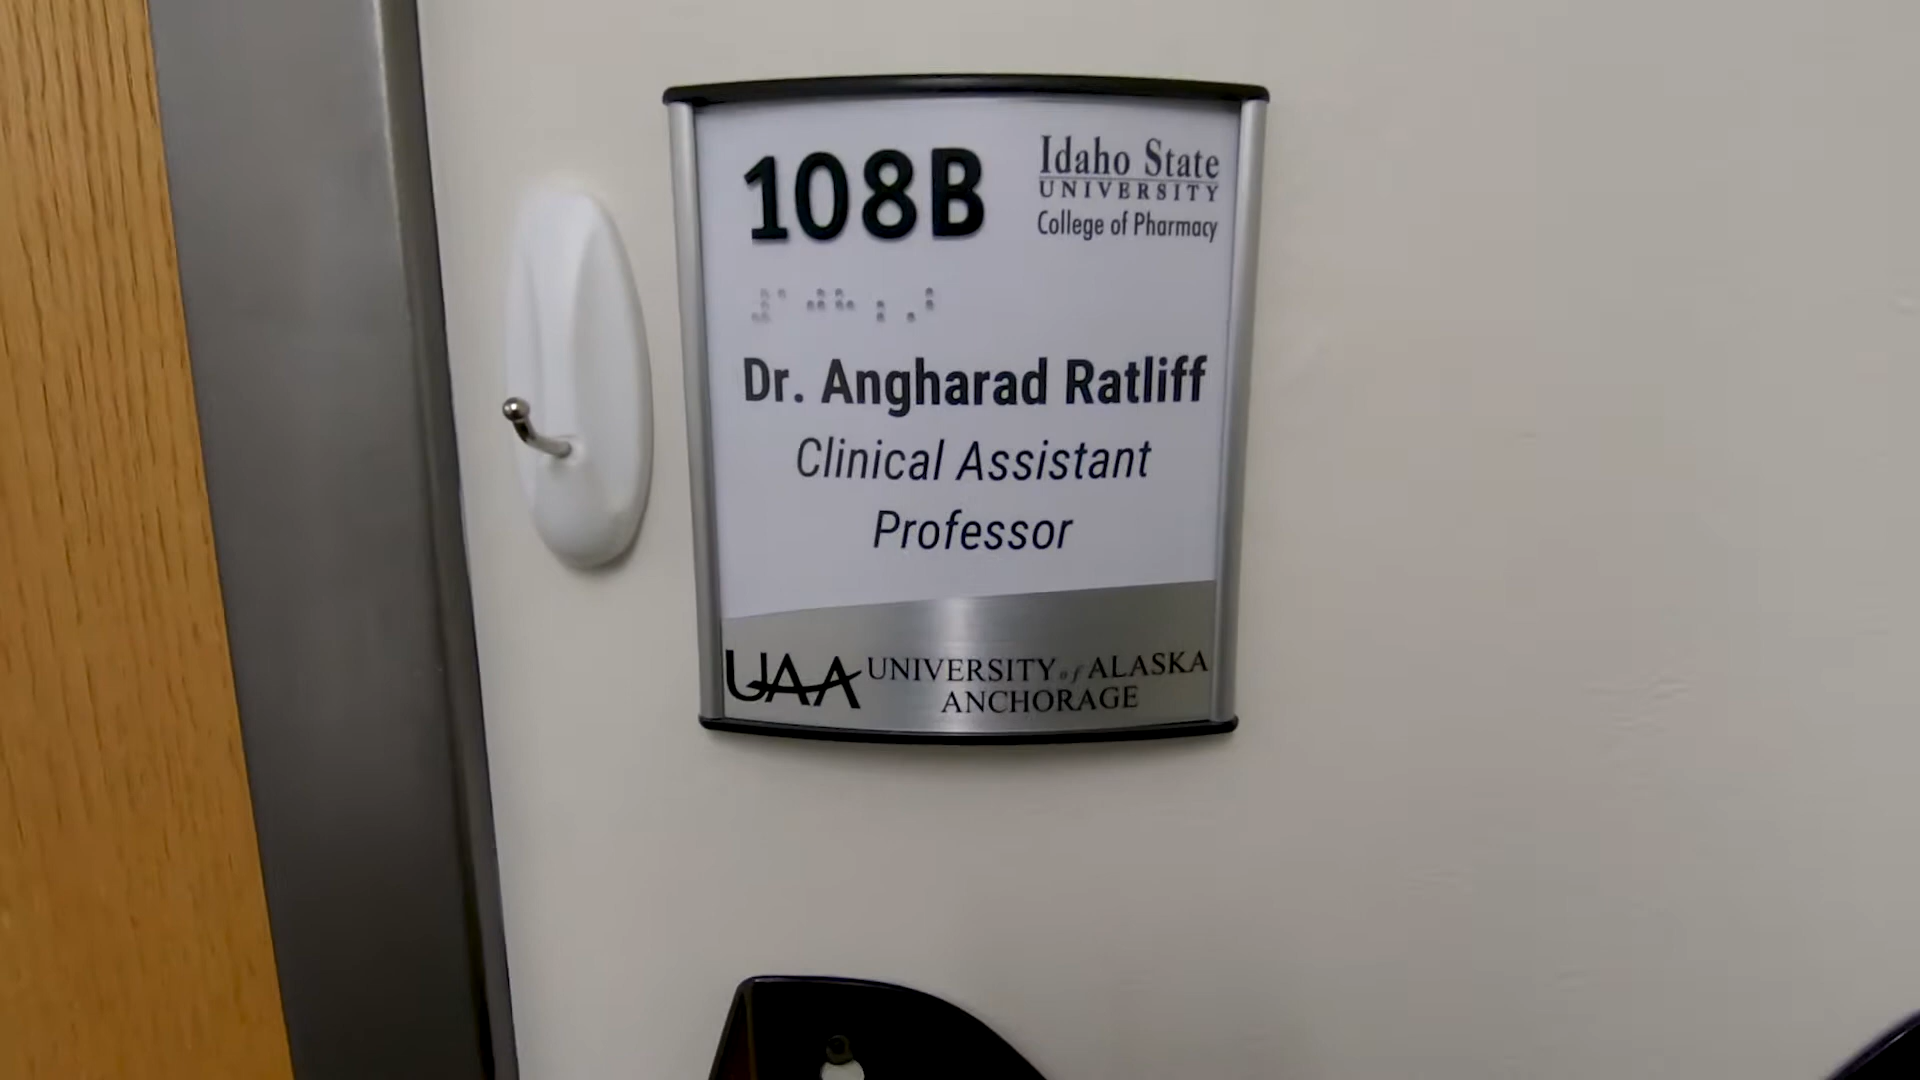 108B
Idaho State
UNIVERSITY
College of Pharmacy
Dr. Angharad Ratliff
Clinical Assistant
Professor
UAA UNIVERSITY of ALASKA
ANCHORAGE